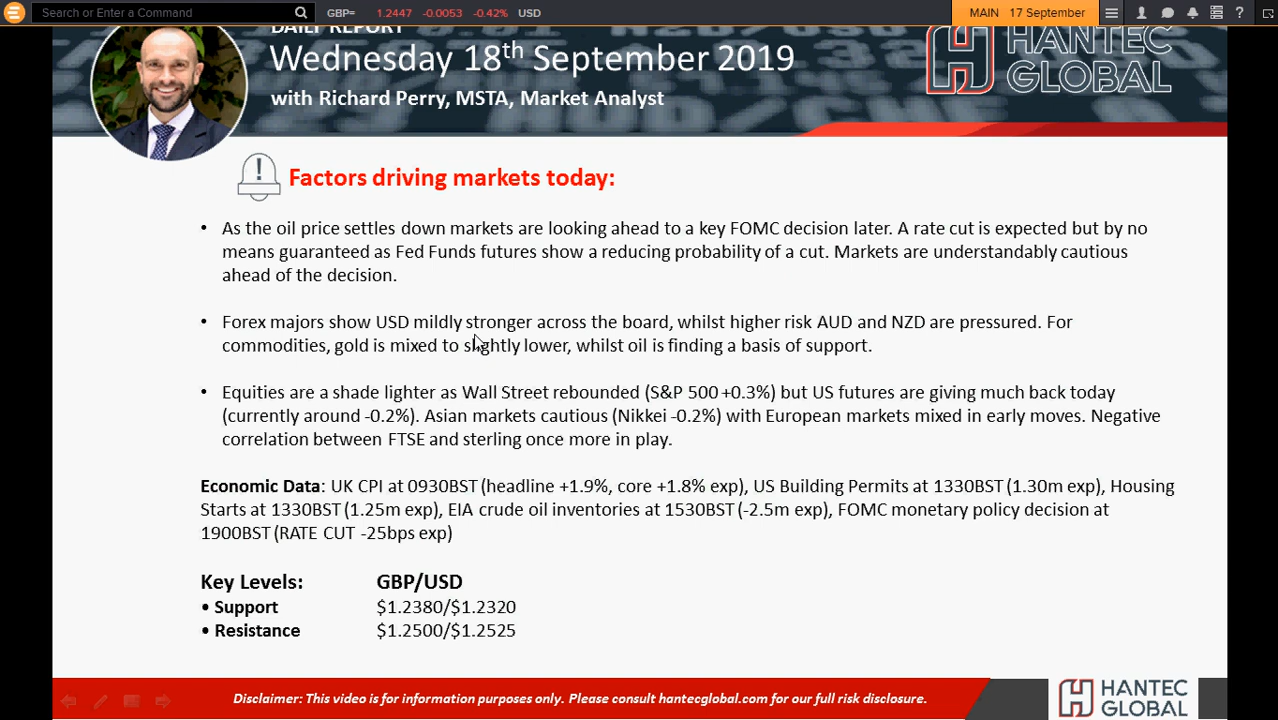 Search or Enter a Command
GBP= 1.2447 -0.0053 -0.42% USD
MAIN 17 September
DAILY REPORT
Wednesday 18th September 2019
with Richard Perry, MSTA, Market Analyst
HANTEC
GLOBAL
Factors driving markets today:
• As the oil price settles down markets are looking ahead to a key FOMC decision later. A rate cut is expected but by no
means guaranteed as Fed Funds futures show a reducing probability of a cut. Markets are understandably cautious
ahead of the decision.
• Forex majors show USD mildly stronger across the board, whilst higher risk AUD and NZD are pressured. For
commodities, gold is mixed to slightly lower, whilst oil is finding a basis of support.
• Equities are a shade lighter as Wall Street rebounded (S&P 500 +0.3%) but US futures are giving much back today
(currently around -0.2%). Asian markets cautious (Nikkei -0.2%) with European markets mixed in early moves. Negative
correlation between FTSE and sterling once more in play.
Economic Data: UK CPI at 0930BST (headline +1.9%, core +1.8% exp), US Building Permits at 1330BST (1.30m exp), Housing
Starts at 1330BST (1.25m exp), EIA crude oil inventories at 1530BST (-2.5m exp), FOMC monetary policy decision at
1900BST (RATE CUT -25bps exp)
Key Levels: GBP/USD
• Support $1.2380/$1.2320
• Resistance $1.2500/$1.2525
Disclaimer: This video is for information purposes only. Please consult hantecglobal.com for our full risk disclosure.
HANTEC
GLOBAL